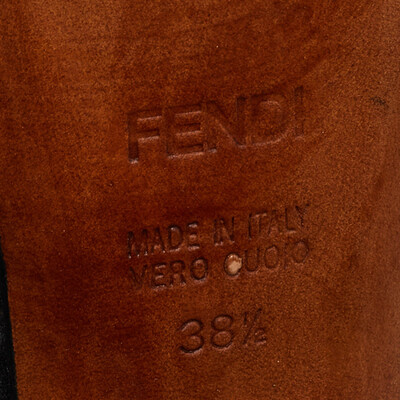 FENDI
MADE IN ITALY
VERO CUOIO
38½